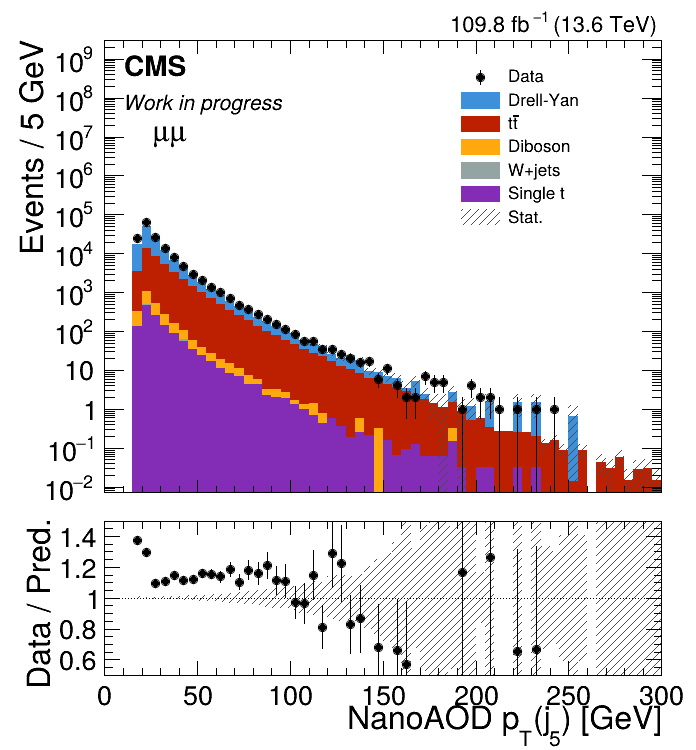 109.8 fb⁻¹ (13.6 TeV)
CMS
Work in progress
μμ
Data
Drell-Yan
tt̅
Diboson
W+jets
Single t
Stat.
Events / 5 GeV
10⁹
10⁸
10⁷
10⁶
10⁵
10⁴
10³
10²
10
1
10⁻¹
10⁻²
Data / Pred.
1.4
1.2
1
0.8
0.6
0 50 100 150 200 250 300
NanoAOD p_T(j_5) [GeV]